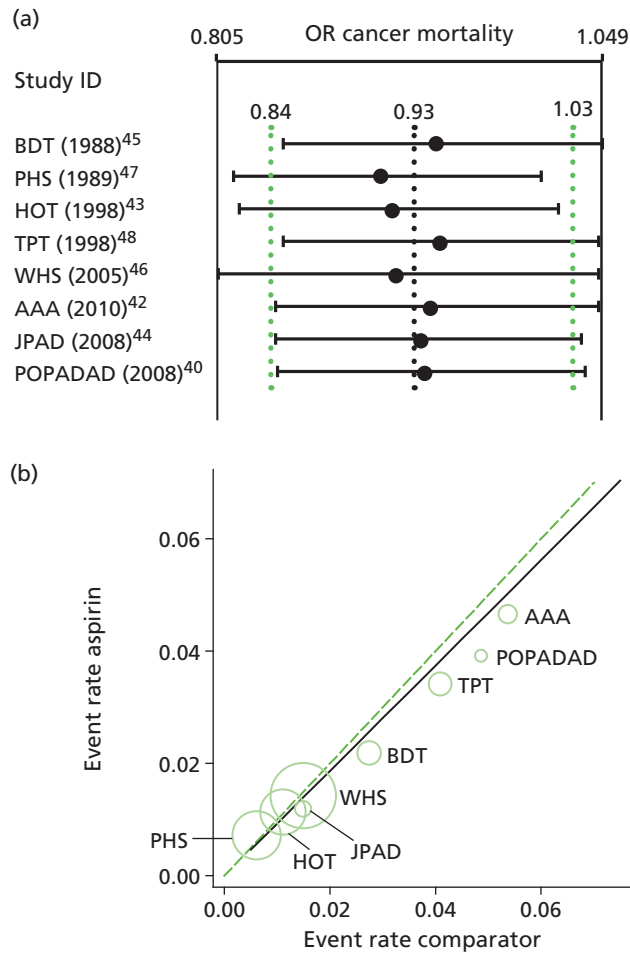 (a)
0.805 OR cancer mortality 1.049
Study ID
0.84 0.93 1.03
BDT (1988)45
PHS (1989)47
HOT (1998)43
TPT (1998)48
WHS (2005)46
AAA (2010)42
JPAD (2008)44
POPADAD (2008)40
(b)
Event rate aspirin
0.06
0.04
0.02
0.00
AAA
POPADAD
TPT
BDT
WHS
PHS
JPAD
HOT
0.00 0.02 0.04 0.06
Event rate comparator